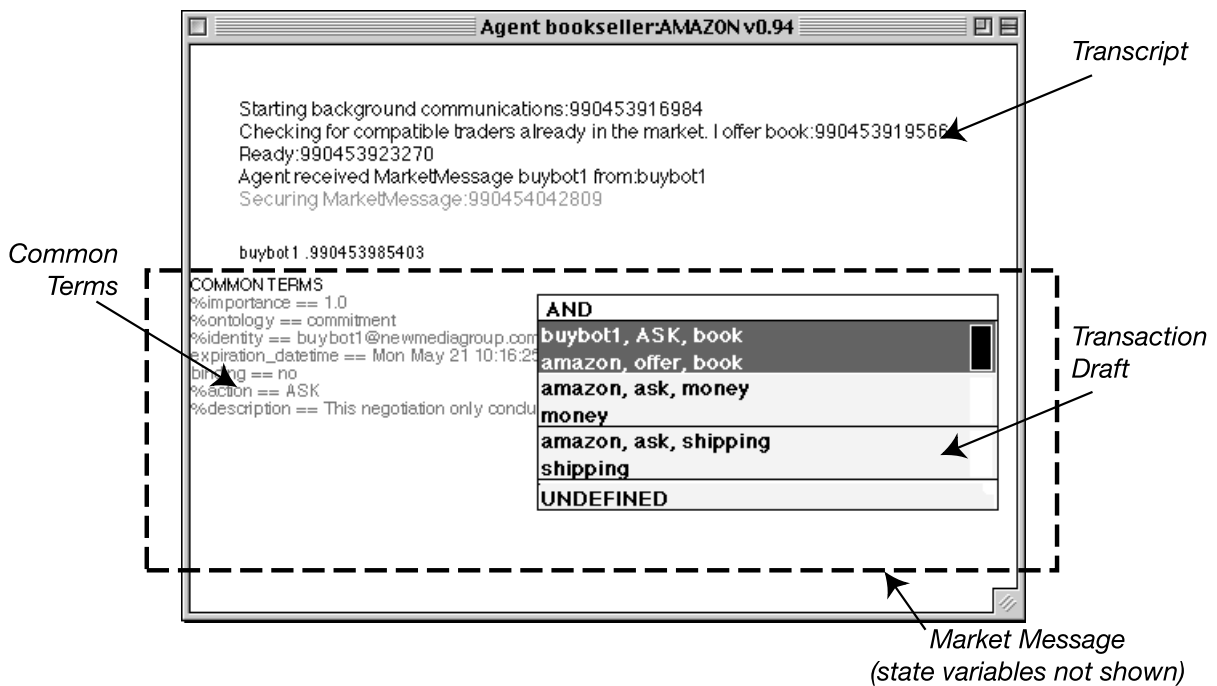 Agent bookseller:AMAZON v0.94
Transcript
Starting background communications:990453916984
Checking for compatible traders already in the market. I offer book:990453919566
Ready:990453923270
Agent received MarketMessage buybot1 from:buybot1
Securing MarketMessage:990454042809
buybot1 .990453985403
Common
Terms
COMMON TERMS
%importance == 1.0
%ontology == commitment
%identity == buybot1@newmediagroup.com
expiration_datetime == Mon May 21 10:16:25
binding == no
%action == ASK
%description == This negotiation only conclu
AND
buybot1, ASK, book
amazon, offer, book
amazon, ask, money
money
amazon, ask, shipping
shipping
UNDEFINED
Transaction
Draft
Market Message
(state variables not shown)